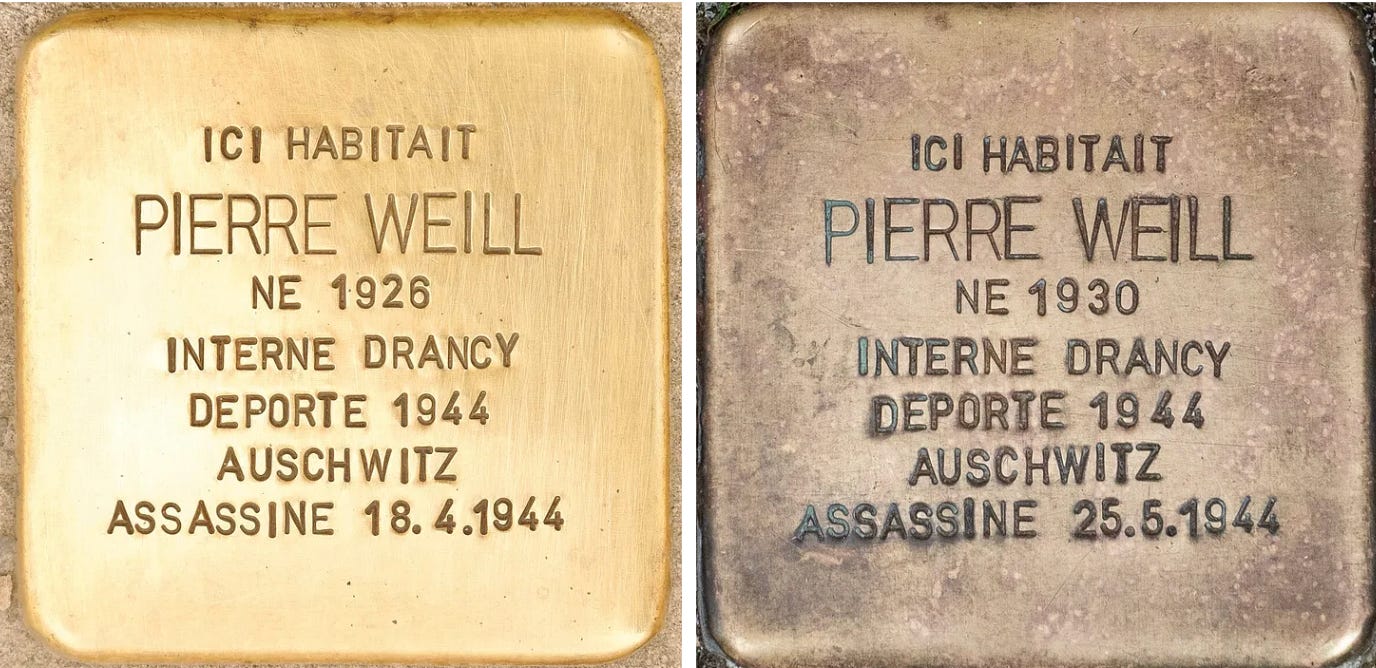 ICI HABITAIT
PIERRE WEILL
NE 1926
INTERNE DRANCY
DEPORTE 1944
AUSCHWITZ
ASSASSINE 18.4.1944
ICI HABITAIT
PIERRE WEILL
NE 1930
INTERNE DRANCY
DEPORTE 1944
AUSCHWITZ
ASSASSINE 25.5.1944